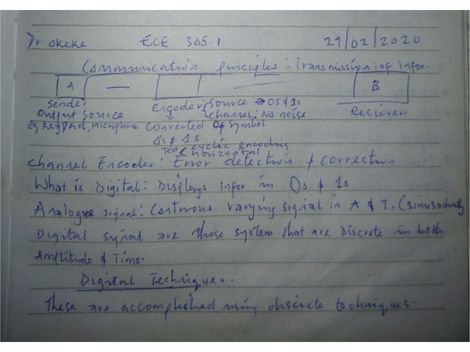 Dr okeke ECE 305.1 29/02/2020
Communication principles: Transmission of Infor.
A B
Sender Encoder Source 0s & 1s Reciever
Output Source channel: No noise
eg Keypad, microphone converted symbol
0s & 1s
cyclic encoding
& horizontal
channel Encoder: Error detection & correction
What is Digital: Displays Infor in 0s & 1s
Analogue signal: Continous varying signal in A & T. (sinusodially
Digital signal are those system that are discrete in both
Amplitude & Time.
Digital Techniques.
These are accomplished using discrete techniques.